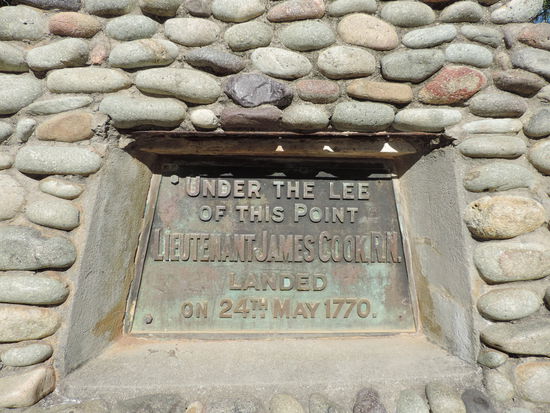 UNDER THE LEE
OF THIS POINT
LIEUTENANT JAMES COOK, R.N.
LANDED
ON 24TH MAY 1770.